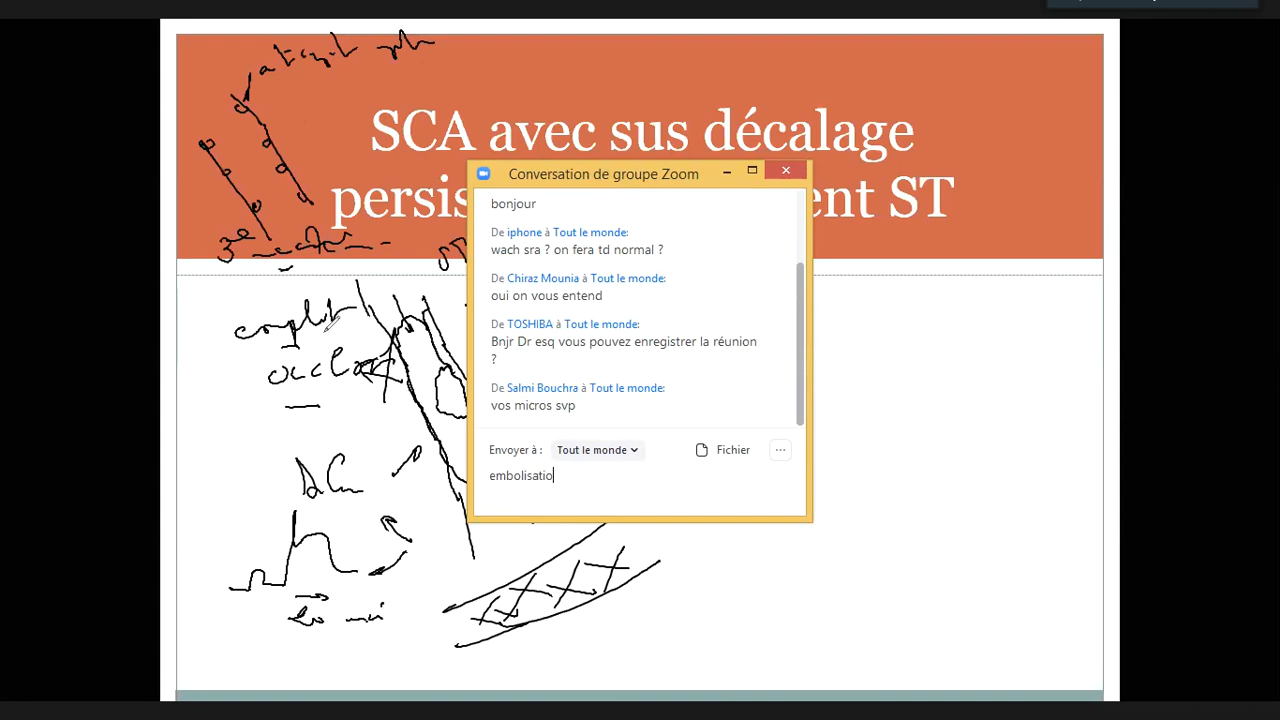 SCA avec sus décalage
persis ent ST
Conversation de groupe Zoom
bonjour
De iphone à Tout le monde:
wach sra ? on fera td normal ?
De Chiraz Mounia à Tout le monde:
oui on vous entend
De TOSHIBA à Tout le monde:
Bnjr Dr esq vous pouvez enregistrer la réunion
?
De Salmi Bouchra à Tout le monde:
vos micros svp
Envoyer à : Tout le monde Fichier ...
embolisatio